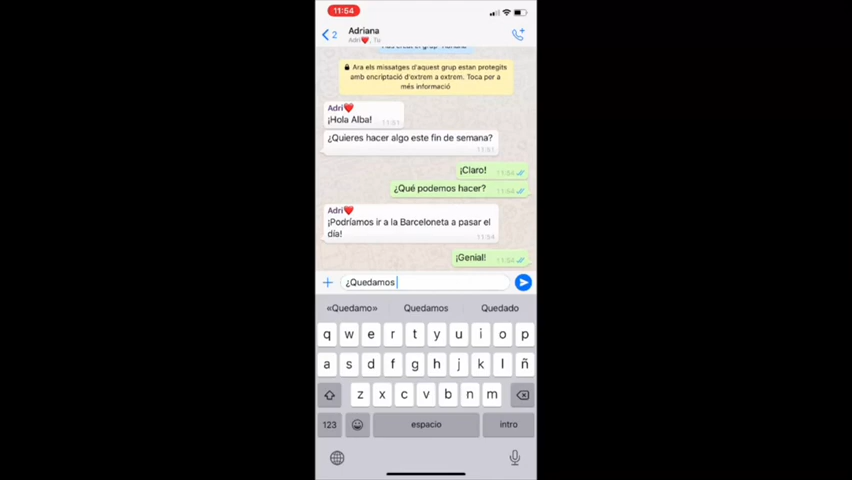 11:54
2
Adriana
Adri❤️, Tu
🔒 Ara els missatges d'aquest grup estan protegits
amb encriptació d'extrem a extrem. Toca per a
més informació
Adri❤️
¡Hola Alba!
11:51
¿Quieres hacer algo este fin de semana?
11:51
¡Claro! 11:54
¿Qué podemos hacer? 11:54
Adri❤️
¡Podríamos ir a la Barceloneta a pasar el
día!
11:54
¡Genial! 11:54
¿Quedamos
«Quedamo» Quedamos Quedado
q w e r t y u i o p
a s d f g h j k l ñ
z x c v b n m
123 espacio intro